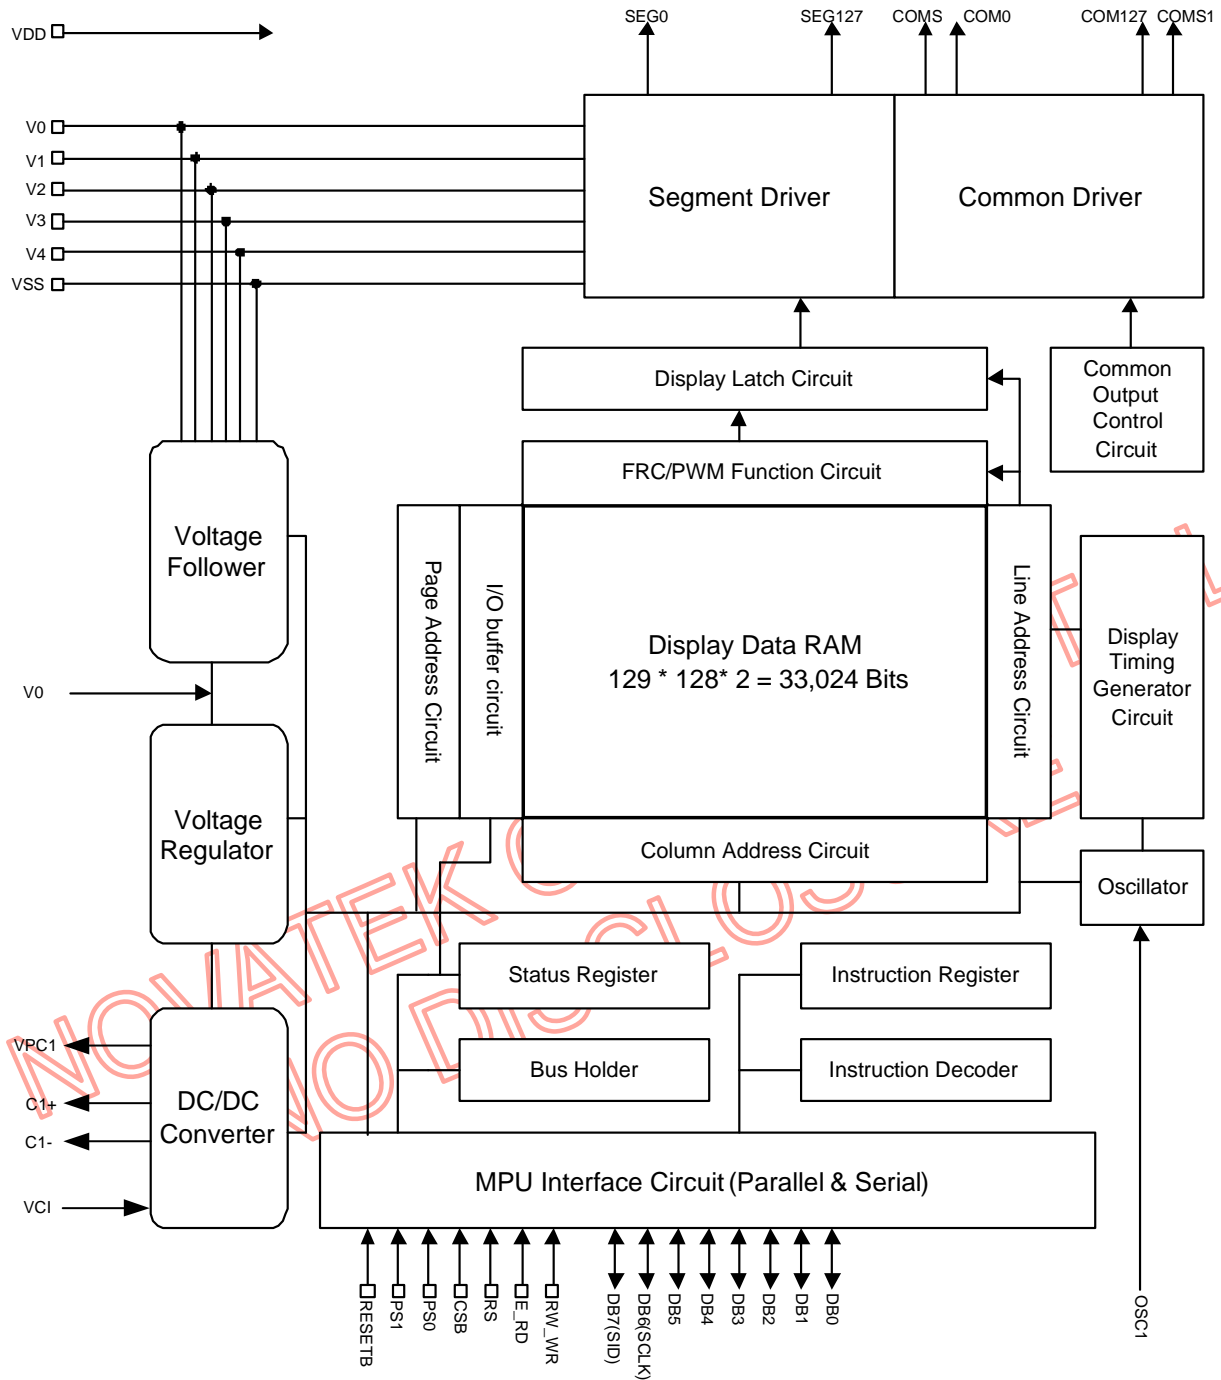 SEG0 SEG127 COMS COM0 COM127 COMS1
VDD
V0
V1
V2
V3
V4
VSS
Segment Driver
Common Driver
Display Latch Circuit
Common
Output
Control
Circuit
FRC/PWM Function Circuit
Voltage
Follower
Page Address Circuit
I/O buffer circuit
Display Data RAM
129 * 128* 2 = 33,024 Bits
Line Address Circuit
Display
Timing
Generator
Circuit
V0
Voltage
Regulator
Column Address Circuit
Oscillator
Status Register
Instruction Register
Bus Holder
Instruction Decoder
VPC1
C1+
C1-
VCI
DC/DC
Converter
MPU Interface Circuit (Parallel & Serial)
RESETB
PS1
PS0
CSB
RS
E_RD
RW_WR
DB7(SID)
DB6(SCLK)
DB5
DB4
DB3
DB2
DB1
DB0
OSC1
NOVATEK
NO DISCLOS